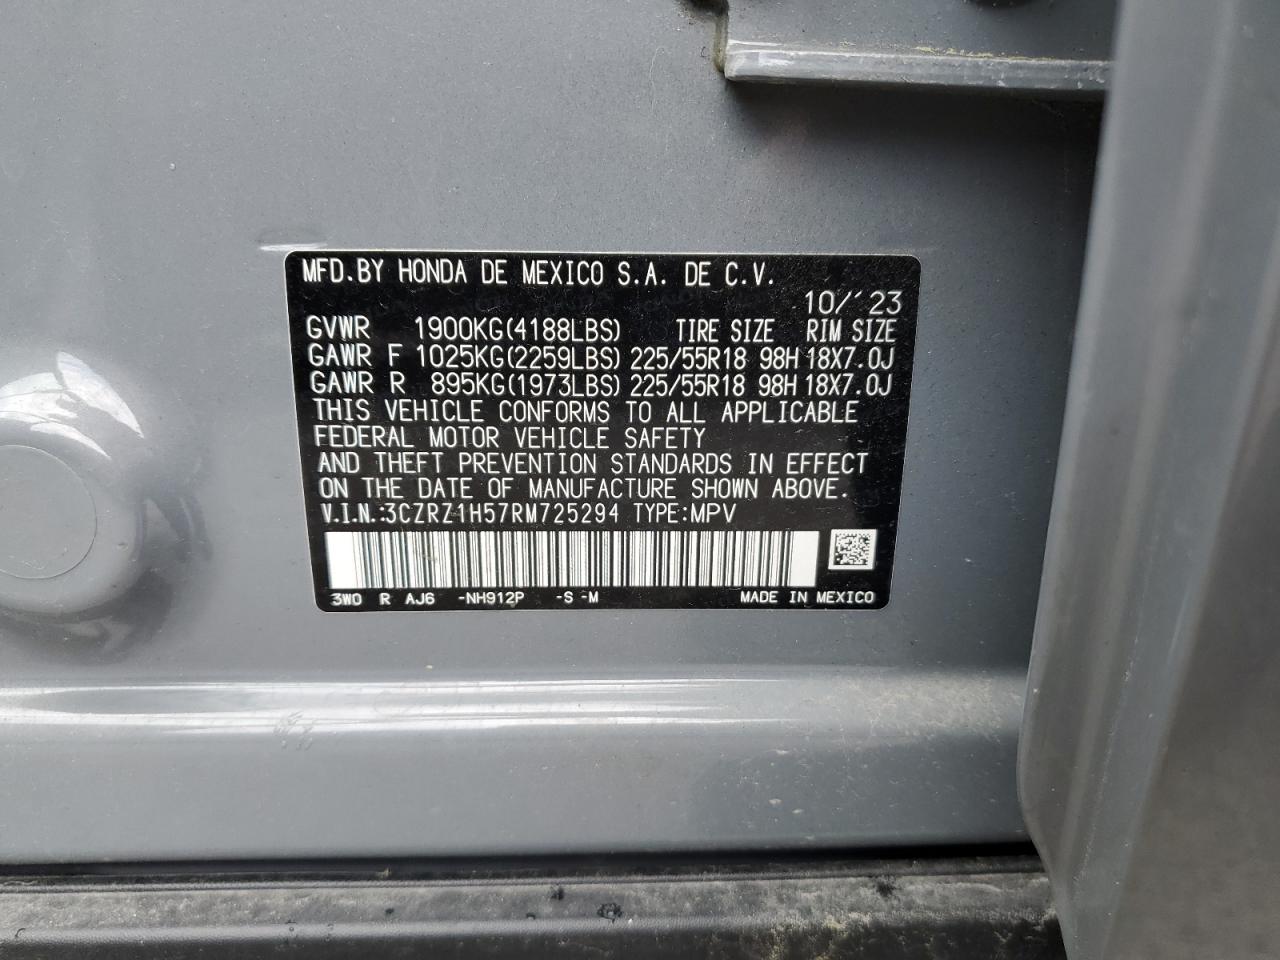 MFD.BY HONDA DE MEXICO S.A. DE C.V.
10/'23
GVWR 1900KG(4188LBS) TIRE SIZE RIM SIZE
GAWR F 1025KG(2259LBS) 225/55R18 98H 18X7.0J
GAWR R 895KG(1973LBS) 225/55R18 98H 18X7.0J
THIS VEHICLE CONFORMS TO ALL APPLICABLE
FEDERAL MOTOR VEHICLE SAFETY
AND THEFT PREVENTION STANDARDS IN EFFECT
ON THE DATE OF MANUFACTURE SHOWN ABOVE.
V.I.N.:3CZRZ1H57RM725294 TYPE:MPV
3WO R AJ6 -NH912P -S -M MADE IN MEXICO